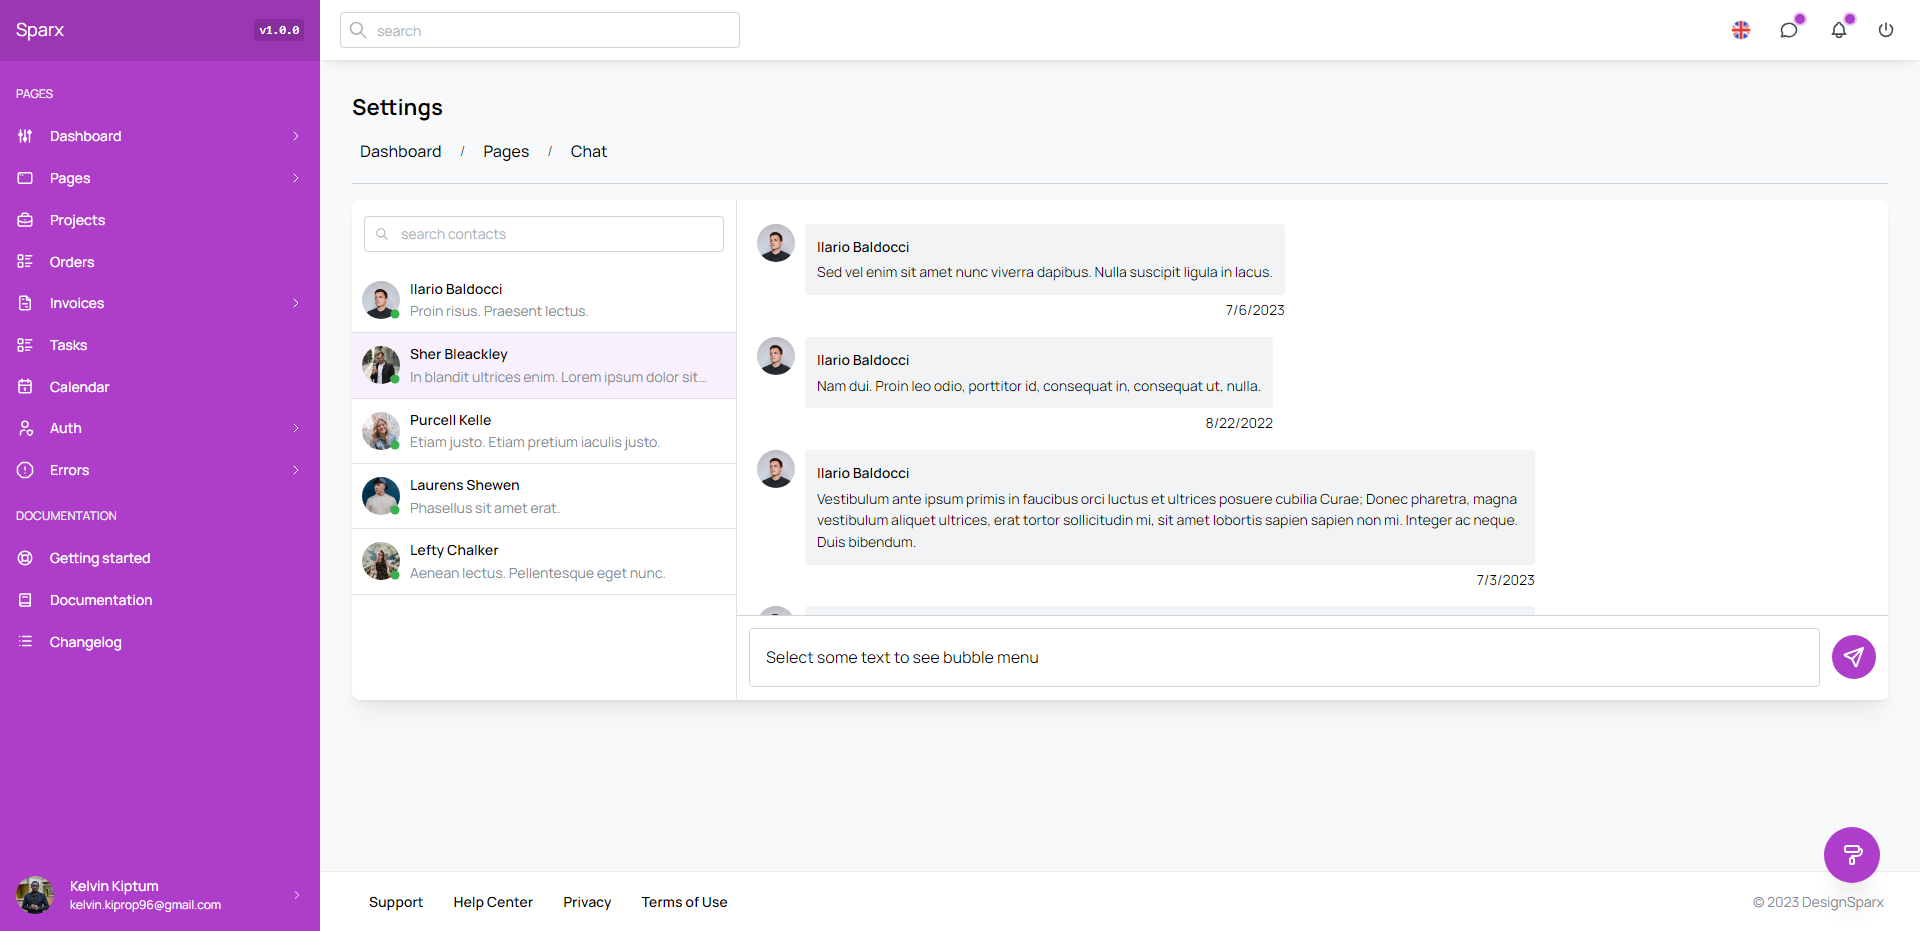 Sparx
v1.0.0
search
PAGES
Dashboard
Pages
Projects
Orders
Invoices
Tasks
Calendar
Auth
Errors
DOCUMENTATION
Getting started
Documentation
Changelog
Kelvin Kiptum
kelvin.kiprop96@gmail.com
Settings
Dashboard / Pages / Chat
search contacts
Ilario Baldocci
Proin risus. Praesent lectus.
Sher Bleackley
In blandit ultrices enim. Lorem ipsum dolor sit...
Purcell Kelle
Etiam justo. Etiam pretium iaculis justo.
Laurens Shewen
Phasellus sit amet erat.
Lefty Chalker
Aenean lectus. Pellentesque eget nunc.
Ilario Baldocci
Sed vel enim sit amet nunc viverra dapibus. Nulla suscipit ligula in lacus.
7/6/2023
Ilario Baldocci
Nam dui. Proin leo odio, porttitor id, consequat in, consequat ut, nulla.
8/22/2022
Ilario Baldocci
Vestibulum ante ipsum primis in faucibus orci luctus et ultrices posuere cubilia Curae; Donec pharetra, magna
vestibulum aliquet ultrices, erat tortor sollicitudin mi, sit amet lobortis sapien sapien non mi. Integer ac neque.
Duis bibendum.
7/3/2023
Select some text to see bubble menu
Support Help Center Privacy Terms of Use
© 2023 DesignSparx